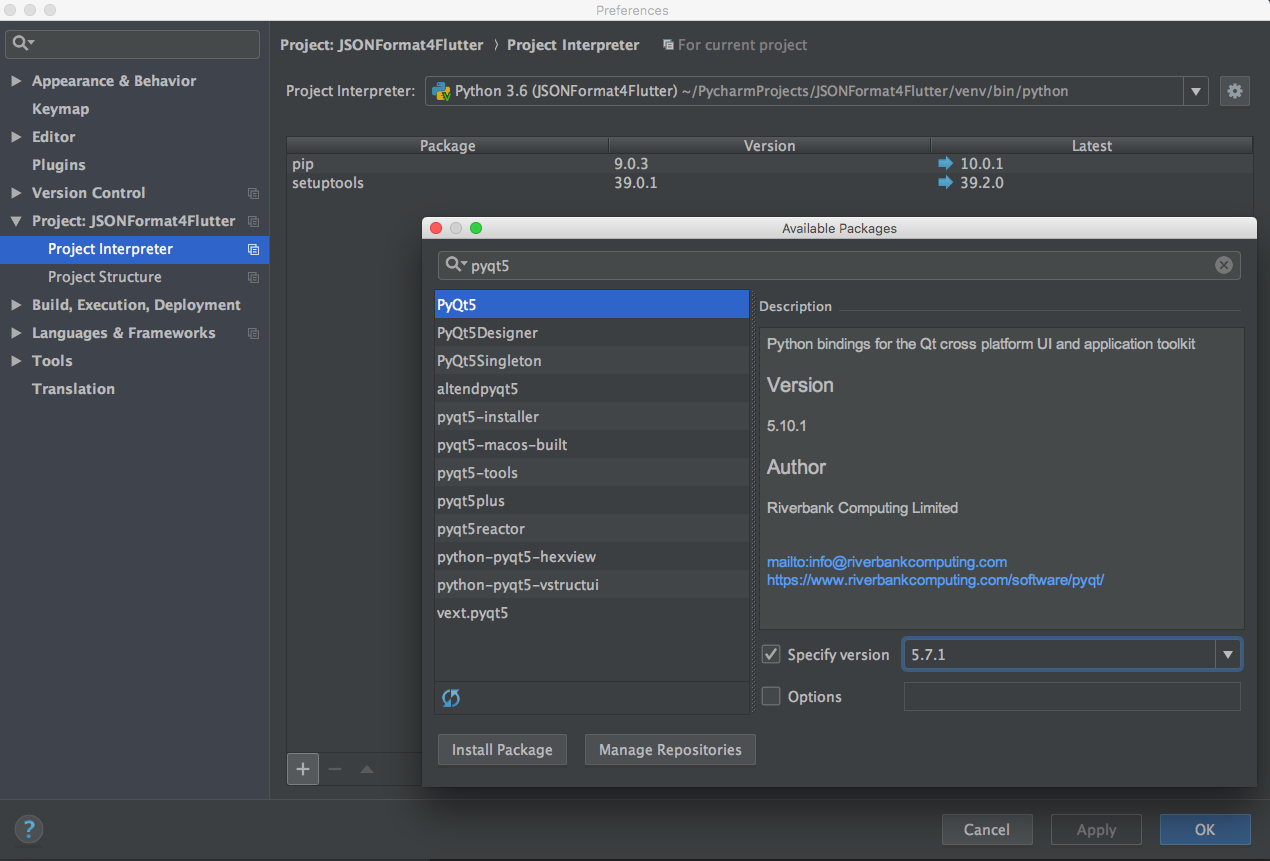 Preferences
Project: JSONFormat4Flutter › Project Interpreter For current project
Appearance & Behavior
Keymap
Editor
Plugins
Version Control
Project: JSONFormat4Flutter
Project Interpreter
Project Structure
Build, Execution, Deployment
Languages & Frameworks
Tools
Translation
Project Interpreter: Python 3.6 (JSONFormat4Flutter) ~/PycharmProjects/JSONFormat4Flutter/venv/bin/python
Package Version Latest
pip 9.0.3 10.0.1
setuptools 39.0.1 39.2.0
Available Packages
pyqt5
PyQt5
PyQt5Designer
PyQt5Singleton
altendpyqt5
pyqt5-installer
pyqt5-macos-built
pyqt5-tools
pyqt5plus
pyqt5reactor
python-pyqt5-hexview
python-pyqt5-vstructui
vext.pyqt5
Description
Python bindings for the Qt cross platform UI and application toolkit
Version
5.10.1
Author
Riverbank Computing Limited
mailto:info@riverbankcomputing.com
https://www.riverbankcomputing.com/software/pyqt/
Specify version 5.7.1
Options
Install Package Manage Repositories
+ −
? Cancel Apply OK